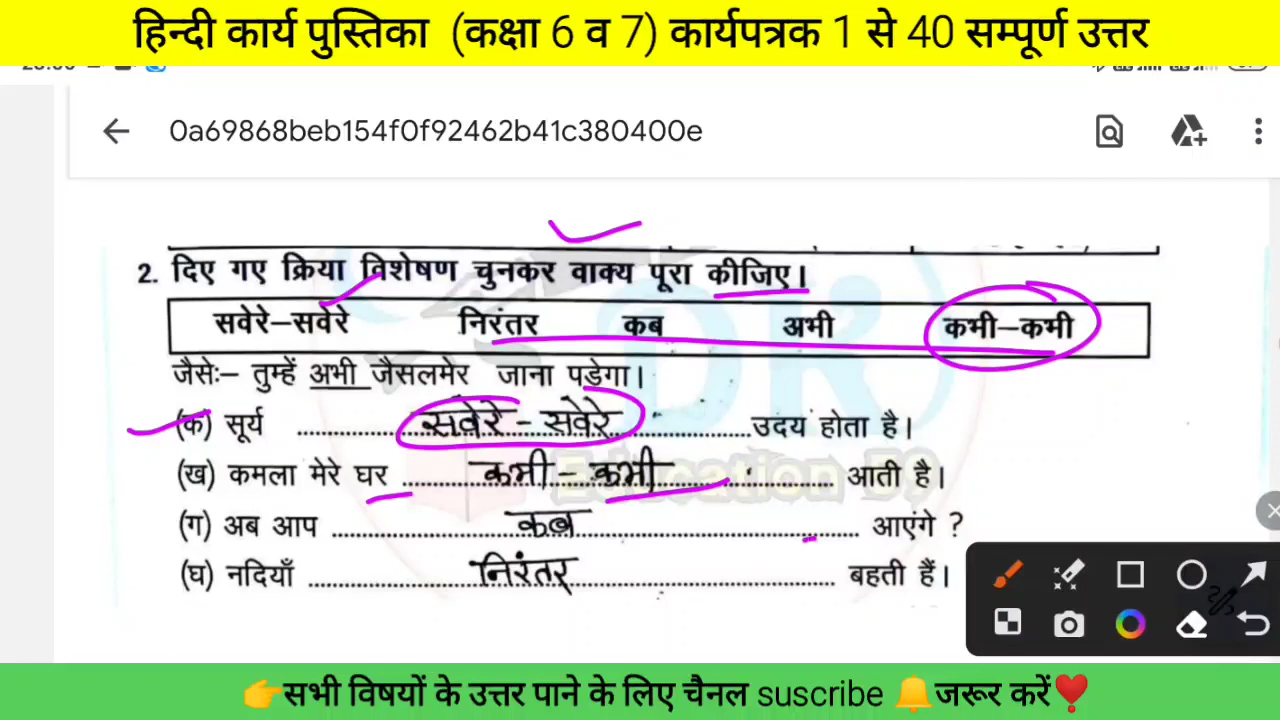 हिन्दी कार्य पुस्तिका (कक्षा 6 व 7) कार्यपत्रक 1 से 40 सम्पूर्ण उत्तर
0a69868beb154f0f92462b41c380400e
2. दिए गए क्रिया विशेषण चुनकर वाक्य पूरा कीजिए।
सवेरे–सवेरे निरंतर कब अभी कभी–कभी
जैसेः– तुम्हें अभी जैसलमेर जाना पड़ेगा।
(क) सूर्य सवेरे - सवेरे उदय होता है।
(ख) कमला मेरे घर कभी - कभी आती है।
(ग) अब आप कब आएंगे ?
(घ) नदियाँ निरंतर बहती हैं।
👉सभी विषयों के उत्तर पाने के लिए चैनल suscribe 🔔जरूर करें❣️